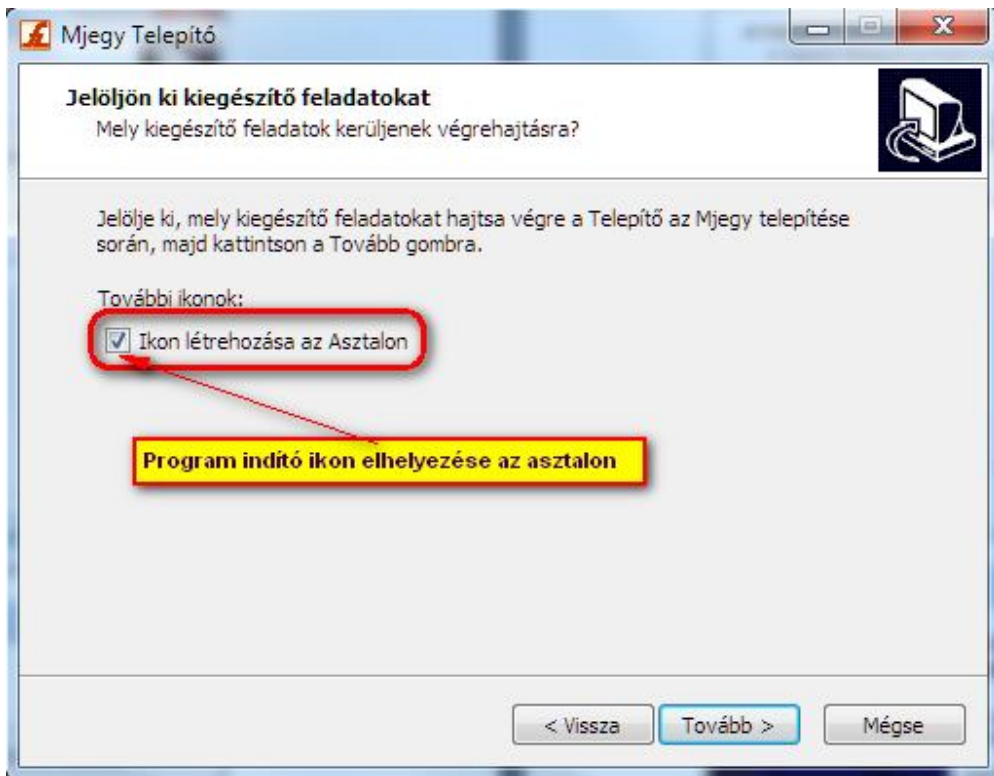 Mjegy Telepítő
Jelöljön ki kiegészítő feladatokat
Mely kiegészítő feladatok kerüljenek végrehajtásra?
Jelölje ki, mely kiegészítő feladatokat hajtsa végre a Telepítő az Mjegy telepítése
során, majd kattintson a Tovább gombra.
További ikonok:
Ikon létrehozása az Asztalon
Program indító ikon elhelyezése az asztalon
< Vissza
Tovább >
Mégse